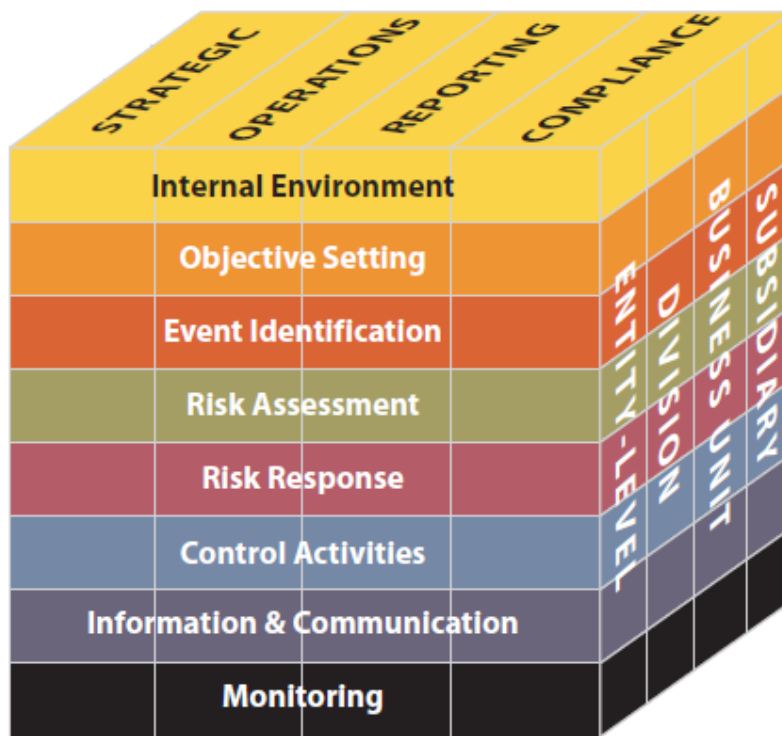 STRATEGIC
OPERATIONS
REPORTING
COMPLIANCE
Internal Environment
Objective Setting
Event Identification
Risk Assessment
Risk Response
Control Activities
Information & Communication
Monitoring
ENTITY-LEVEL
DIVISION
BUSINESS UNIT
SUBSIDIARY